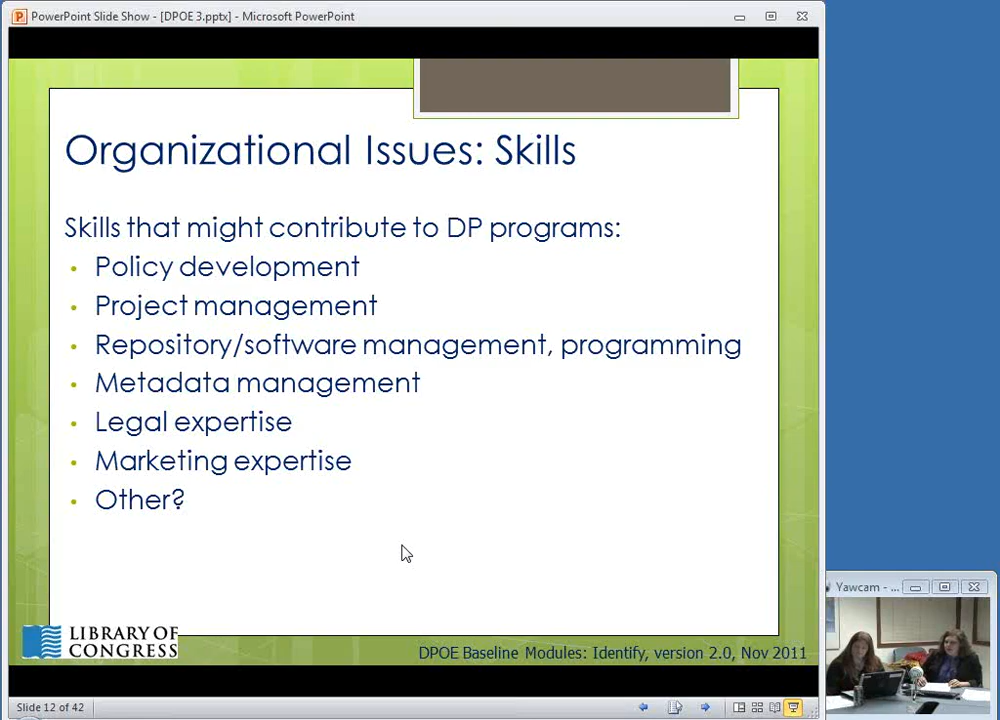 PowerPoint Slide Show - [DPOE 3.pptx] - Microsoft PowerPoint
Organizational Issues: Skills
Skills that might contribute to DP programs:
• Policy development
• Project management
• Repository/software management, programming
• Metadata management
• Legal expertise
• Marketing expertise
• Other?
LIBRARY OF
CONGRESS
DPOE Baseline Modules: Identify, version 2.0, Nov 2011
Yawcam - ...
Slide 12 of 42